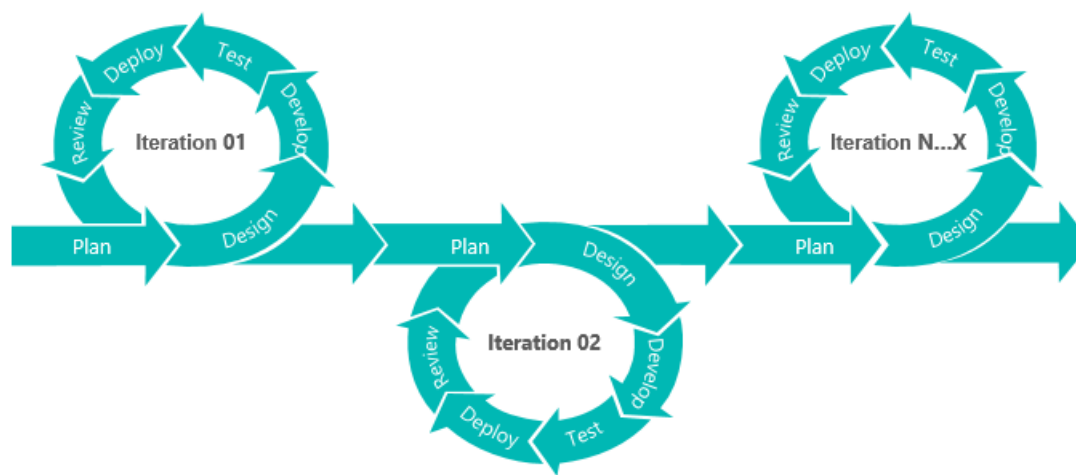 Plan
Design
Develop
Test
Deploy
Review
Iteration 01
Plan
Design
Develop
Test
Deploy
Review
Iteration 02
Plan
Design
Develop
Test
Deploy
Review
Iteration N...X